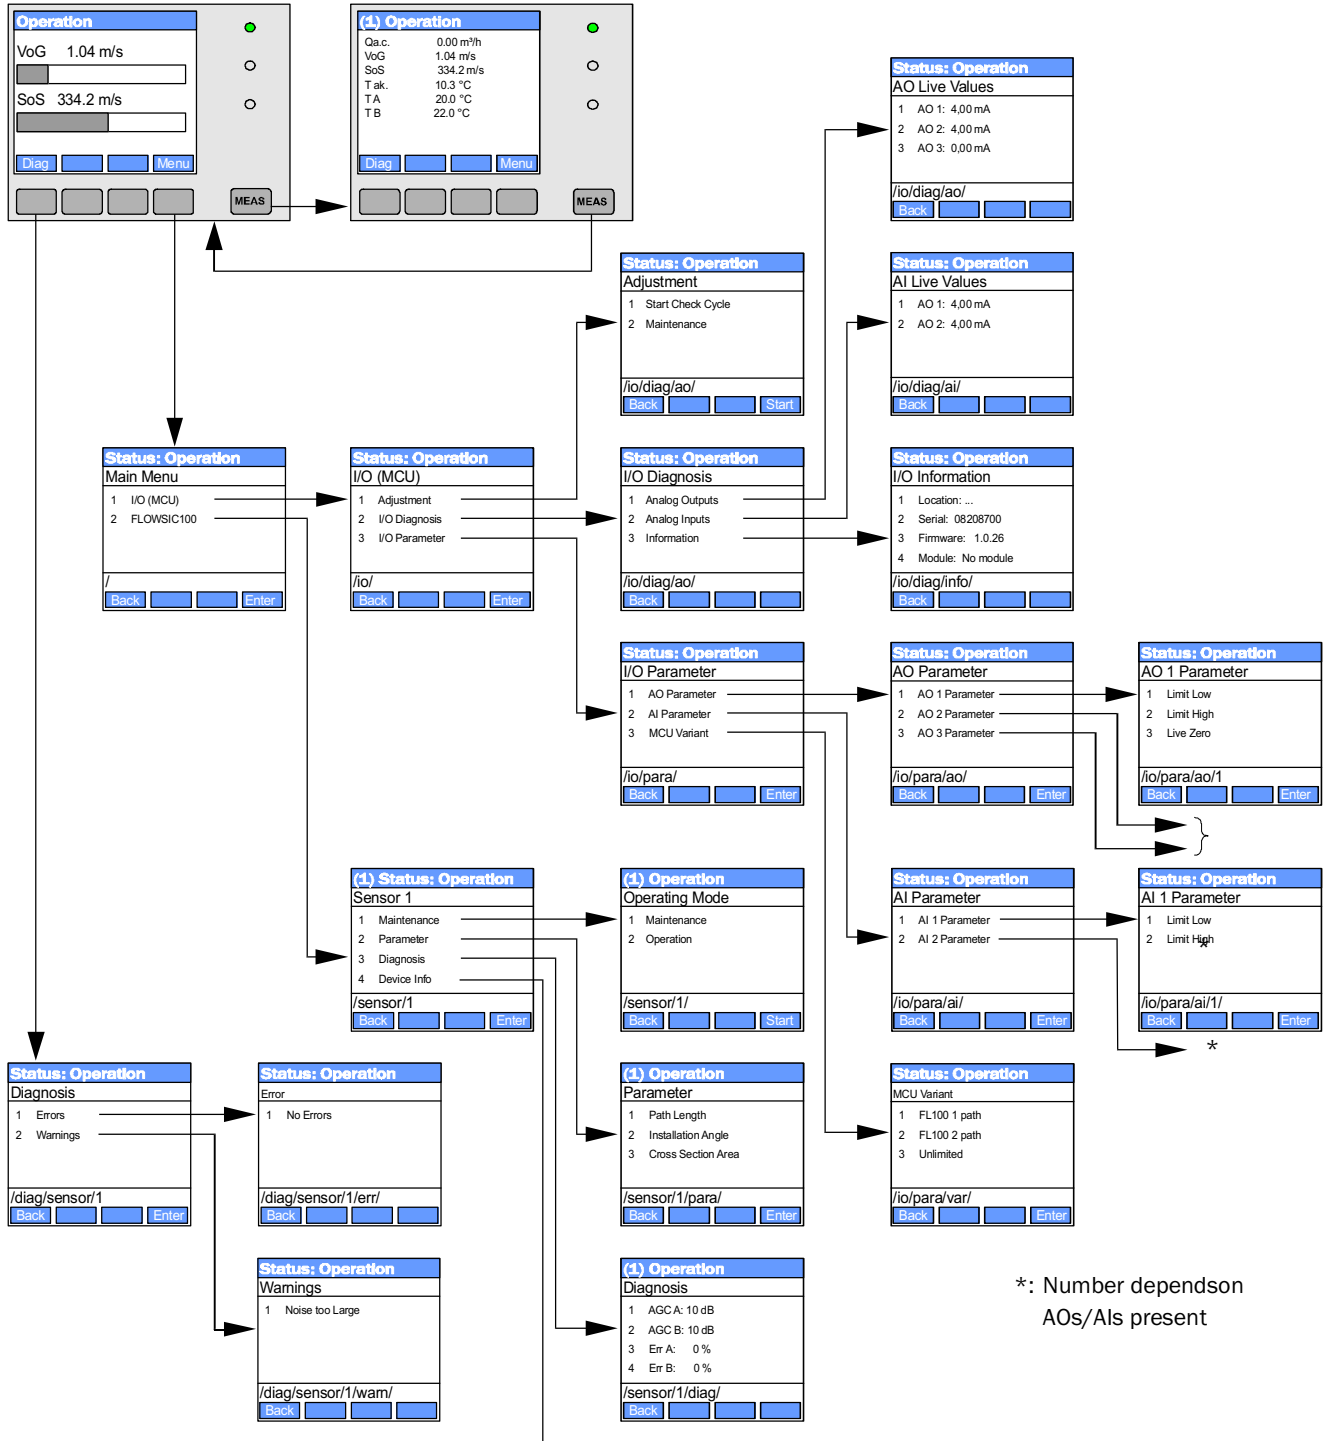 Operation
VoG 1.04 m/s
SoS 334.2 m/s
Diag Menu
MEAS
(1) Operation
Qa.c. 0.00 m³/h
VoG 1.04 m/s
SoS 334.2 m/s
T ak. 10.3 °C
T A 20.0 °C
T B 22.0 °C
Diag Menu
MEAS
Status: Operation
AO Live Values
1 AO 1: 4,00 mA
2 AO 2: 4,00 mA
3 AO 3: 0,00 mA
/io/diag/ao/
Back
Status: Operation
Adjustment
1 Start Check Cycle
2 Maintenance
/io/diag/ao/
Back Start
Status: Operation
AI Live Values
1 AO 1: 4,00 mA
2 AO 2: 4,00 mA
/io/diag/ai/
Back
Status: Operation
Main Menu
1 I/O (MCU)
2 FLOWSIC100
/
Back Enter
Status: Operation
I/O (MCU)
1 Adjustment
2 I/O Diagnosis
3 I/O Parameter
/io/
Back Enter
Status: Operation
I/O Diagnosis
1 Analog Outputs
2 Analog Inputs
3 Information
/io/diag/ao/
Back
Status: Operation
I/O Information
1 Location: ...
2 Serial: 08208700
3 Firmware: 1.0.26
4 Module: No module
/io/diag/info/
Back
Status: Operation
I/O Parameter
1 AO Parameter
2 AI Parameter
3 MCU Variant
/io/para/
Back Enter
Status: Operation
AO Parameter
1 AO 1 Parameter
2 AO 2 Parameter
3 AO 3 Parameter
/io/para/ao/
Back Enter
Status: Operation
AO 1 Parameter
1 Limit Low
2 Limit High
3 Live Zero
/io/para/ao/1
Back Enter
(1) Status: Operation
Sensor 1
1 Maintenance
2 Parameter
3 Diagnosis
4 Device Info
/sensor/1
Back Enter
(1) Operation
Operating Mode
1 Maintenance
2 Operation
/sensor/1/
Back Start
Status: Operation
AI Parameter
1 AI 1 Parameter
2 AI 2 Parameter
/io/para/ai/
Back Enter
Status: Operation
AI 1 Parameter
1 Limit Low
2 Limit High
*
/io/para/ai/1/
Back Enter
*
Status: Operation
Diagnosis
1 Errors
2 Warnings
/diag/sensor/1
Back Enter
Status: Operation
Error
1 No Errors
/diag/sensor/1/err/
Back
(1) Operation
Parameter
1 Path Length
2 Installation Angle
3 Cross Section Area
/sensor/1/para/
Back Enter
Status: Operation
MCU Variant
1 FL100 1 path
2 FL100 2 path
3 Unlimited
/io/para/var/
Back Enter
Status: Operation
Warnings
1 Noise too Large
/diag/sensor/1/warn/
Back
(1) Operation
Diagnosis
1 AGC A: 10 dB
2 AGC B: 10 dB
3 Err A: 0 %
4 Err B: 0 %
/sensor/1/diag/
Back
*: Number dependson
AOs/AIs present